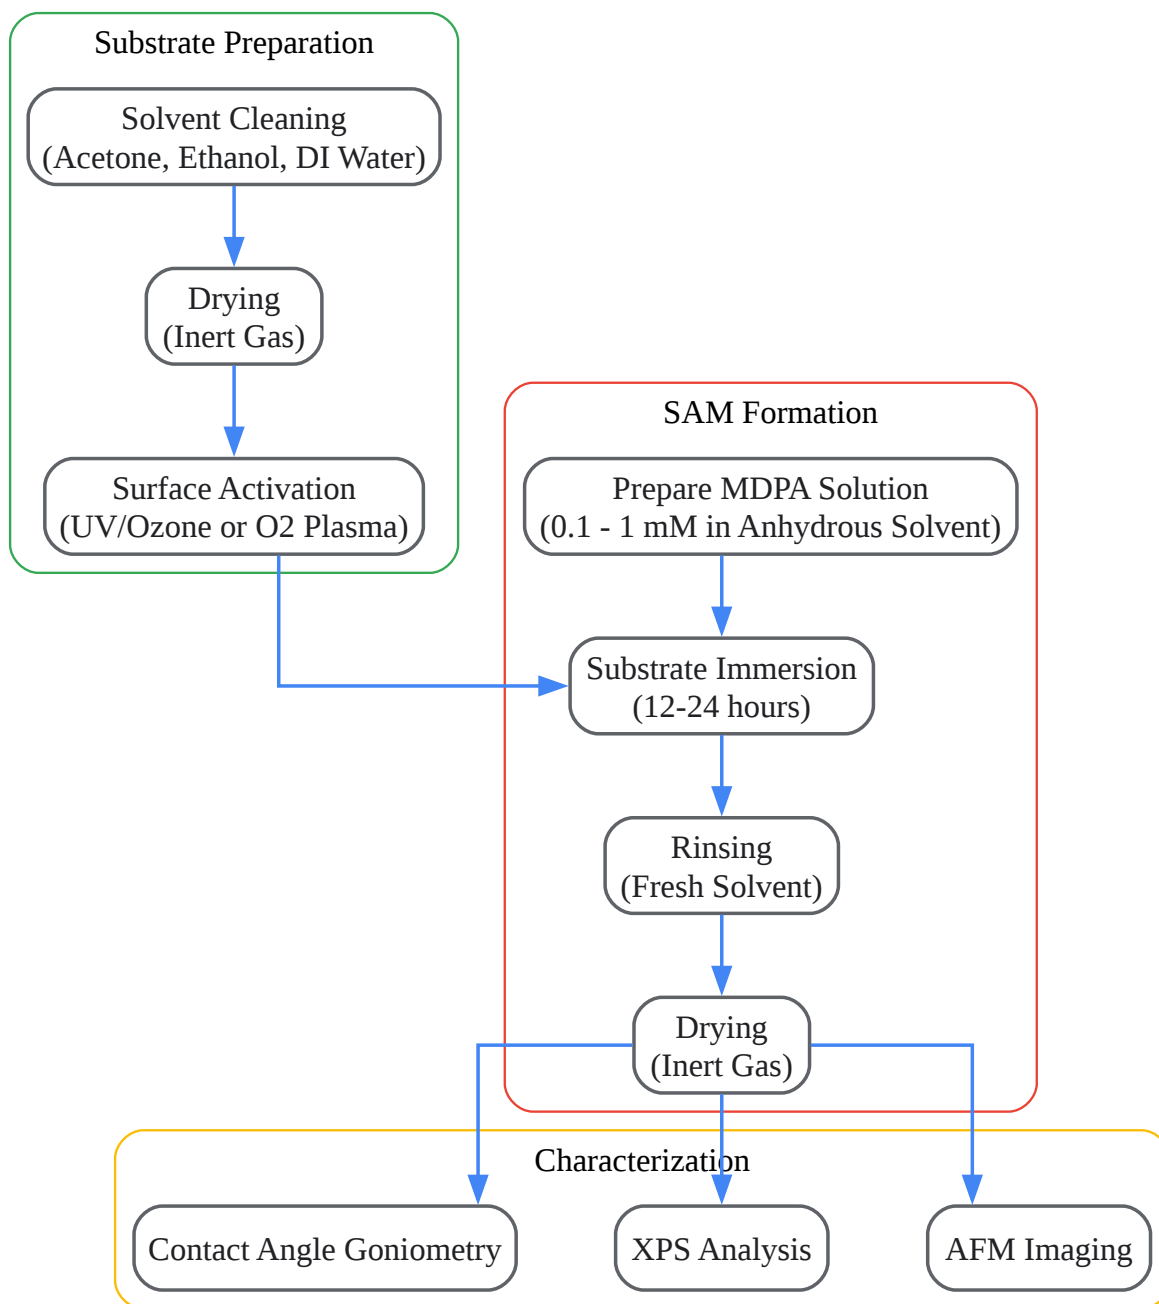 Substrate Preparation
Solvent Cleaning
(Acetone, Ethanol, DI Water)
Drying
(Inert Gas)
Surface Activation
(UV/Ozone or O2 Plasma)
SAM Formation
Prepare MDPA Solution
(0.1 - 1 mM in Anhydrous Solvent)
Substrate Immersion
(12-24 hours)
Rinsing
(Fresh Solvent)
Drying
(Inert Gas)
Characterization
Contact Angle Goniometry
XPS Analysis
AFM Imaging